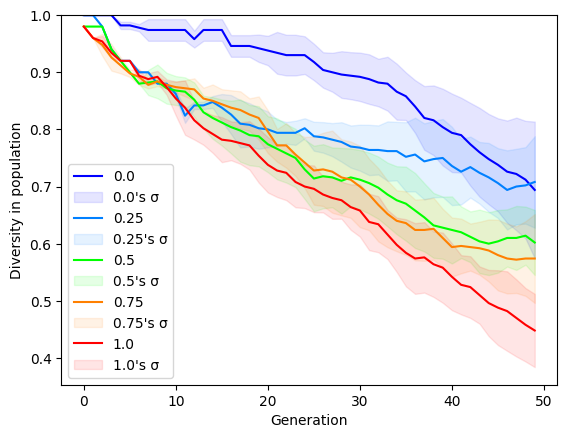 1.0
0.9
0.8
0.7
0.6
0.5
0.4
Diversity in population
0.0
0.0's σ
0.25
0.25's σ
0.5
0.5's σ
0.75
0.75's σ
1.0
1.0's σ
0 10 20 30 40 50
Generation